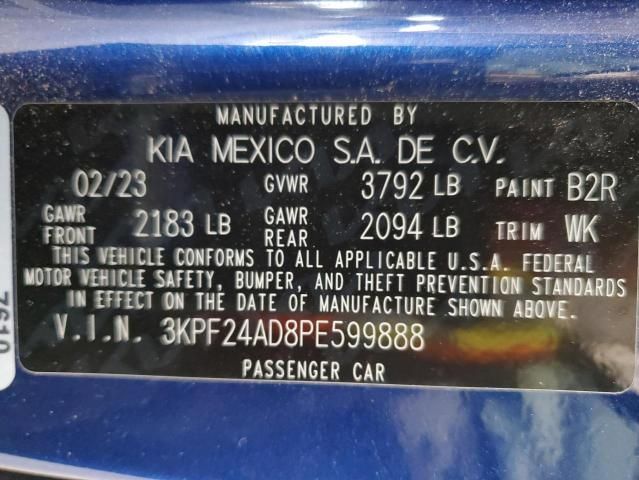 MANUFACTURED BY
KIA MEXICO S.A. DE C.V.
02/23 GVWR 3792 LB PAINT B2R
GAWR FRONT 2183 LB GAWR REAR 2094 LB TRIM WK
THIS VEHICLE CONFORMS TO ALL APPLICABLE U.S.A. FEDERAL
MOTOR VEHICLE SAFETY, BUMPER, AND THEFT PREVENTION STANDARDS
IN EFFECT ON THE DATE OF MANUFACTURE SHOWN ABOVE.
V.I.N. 3KPF24AD8PE599888
PASSENGER CAR